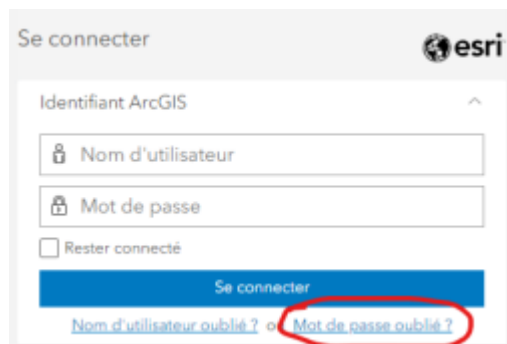 Se connecter
esri
Identifiant ArcGIS
Nom d'utilisateur
Mot de passe
Rester connecté
Se connecter
Nom d'utilisateur oublié ? o Mot de passe oublié ?